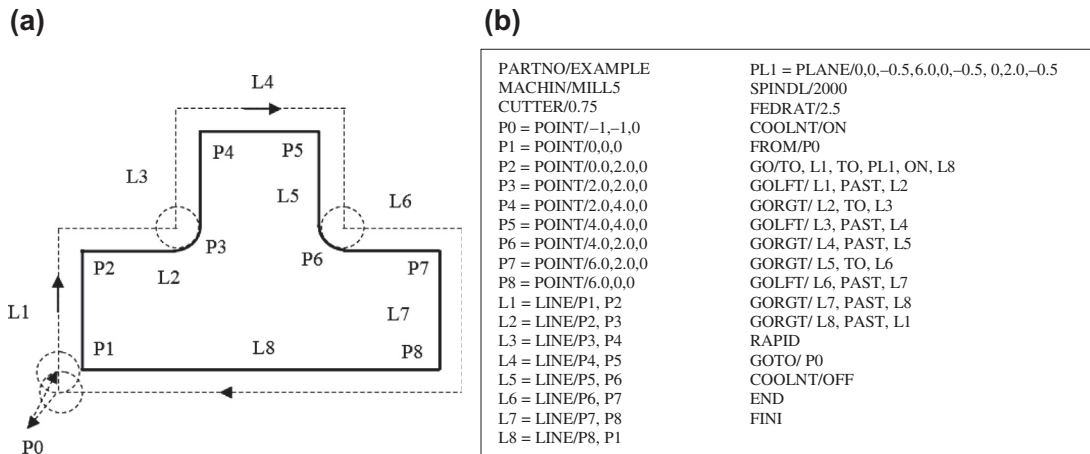 (a)
L4
P4
P5
L3
L5
L6
P3
P6
P2
L2
P7
L1
L7
P1
L8
P8
P0
(b)
PARTNO/EXAMPLE
MACHIN/MILL5
CUTTER/0.75
P0 = POINT/–1,–1,0
P1 = POINT/0,0,0
P2 = POINT/0.0,2.0,0
P3 = POINT/2.0,2.0,0
P4 = POINT/2.0,4.0,0
P5 = POINT/4.0,4.0,0
P6 = POINT/4.0,2.0,0
P7 = POINT/6.0,2.0,0
P8 = POINT/6.0,0,0
L1 = LINE/P1, P2
L2 = LINE/P2, P3
L3 = LINE/P3, P4
L4 = LINE/P4, P5
L5 = LINE/P5, P6
L6 = LINE/P6, P7
L7 = LINE/P7, P8
L8 = LINE/P8, P1
PL1 = PLANE/0,0,–0.5,6.0,0,–0.5, 0,2.0,–0.5
SPINDL/2000
FEDRAT/2.5
COOLNT/ON
FROM/P0
GO/TO, L1, TO, PL1, ON, L8
GOLFT/ L1, PAST, L2
GORGT/ L2, TO, L3
GOLFT/ L3, PAST, L4
GORGT/ L4, PAST, L5
GORGT/ L5, TO, L6
GOLFT/ L6, PAST, L7
GORGT/ L7, PAST, L8
GORGT/ L8, PAST, L1
RAPID
GOTO/ P0
COOLNT/OFF
END
FINI